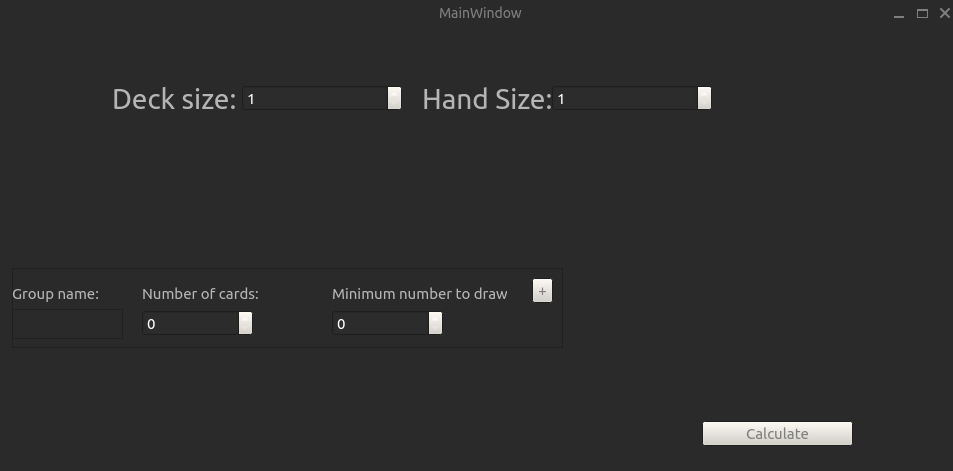 MainWindow
Deck size: 1 Hand Size: 1
Group name: Number of cards: Minimum number to draw +
0 0
Calculate